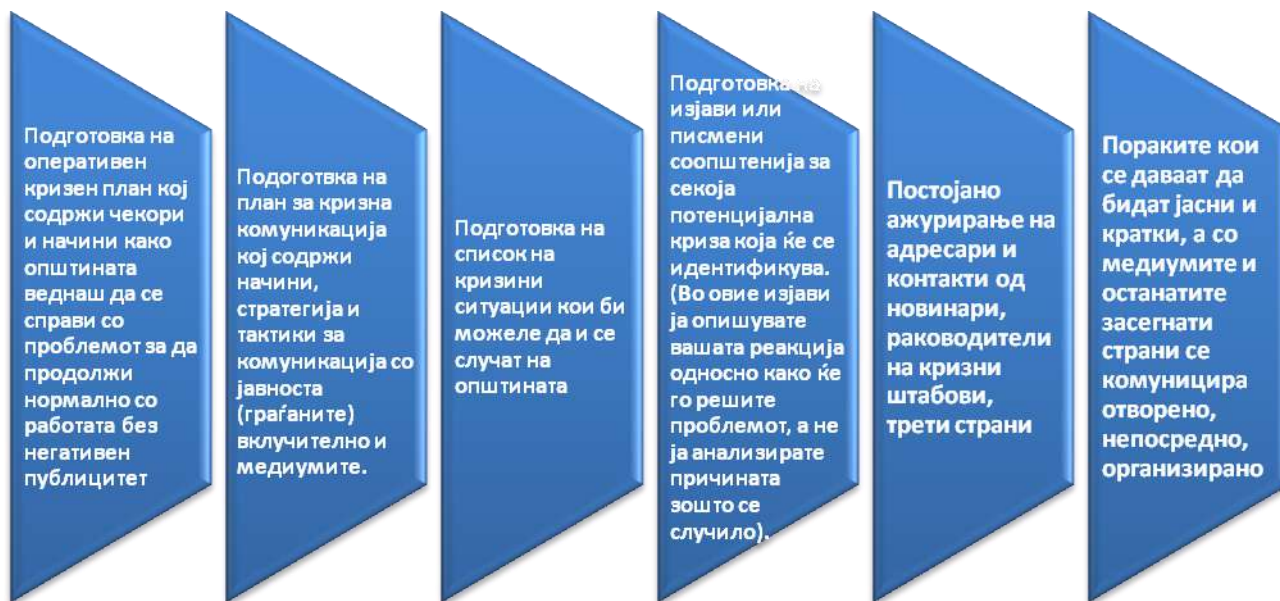 Подготовка на
оперативен
кризен план кој
содржи чекори
и начини како
општината
веднаш да се
справи со
проблемот за да
продолжи
нормално со
работата без
негативен
публицитет
Подоготвка на
план за кризна
комуникација
кој содржи
начини,
стратегија и
тактики за
комуникација со
јавноста
(граѓаните)
вклучително и
медиумите.
Подготовка на
список на
кризини
ситуации кои би
можеле да и се
случат на
општината
Подготовка на
изјави или
писмени
соопштенија за
секоја
потенцијална
криза која ќе се
идентификува.
(Во овие изјави
ја опишувате
вашата реакција
односно како ќе
го решите
проблемот, а не
ја анализирате
причината
зошто се
случило).
Постојано
ажурирање на
адресари и
контакти од
новинари,
раководители
на кризни
штабови,
трети страни
Пораките кои
се даваат да
бидат јасни и
кратки, а со
медиумите и
останатите
засегнати
страни се
комуницира
отворено,
непосредно,
организирано